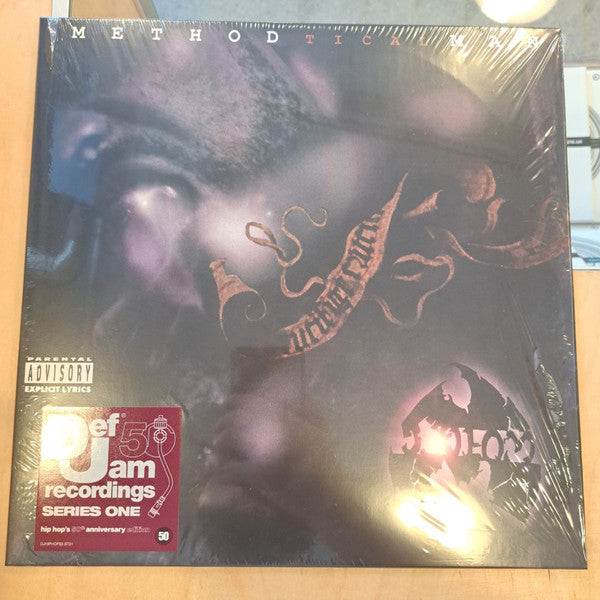 METHOD TICAL MAN
PARENTAL
ADVISORY
EXPLICIT LYRICS
Def 50
Jam
recordings
SERIES ONE
hip hop's 50th anniversary edition
50